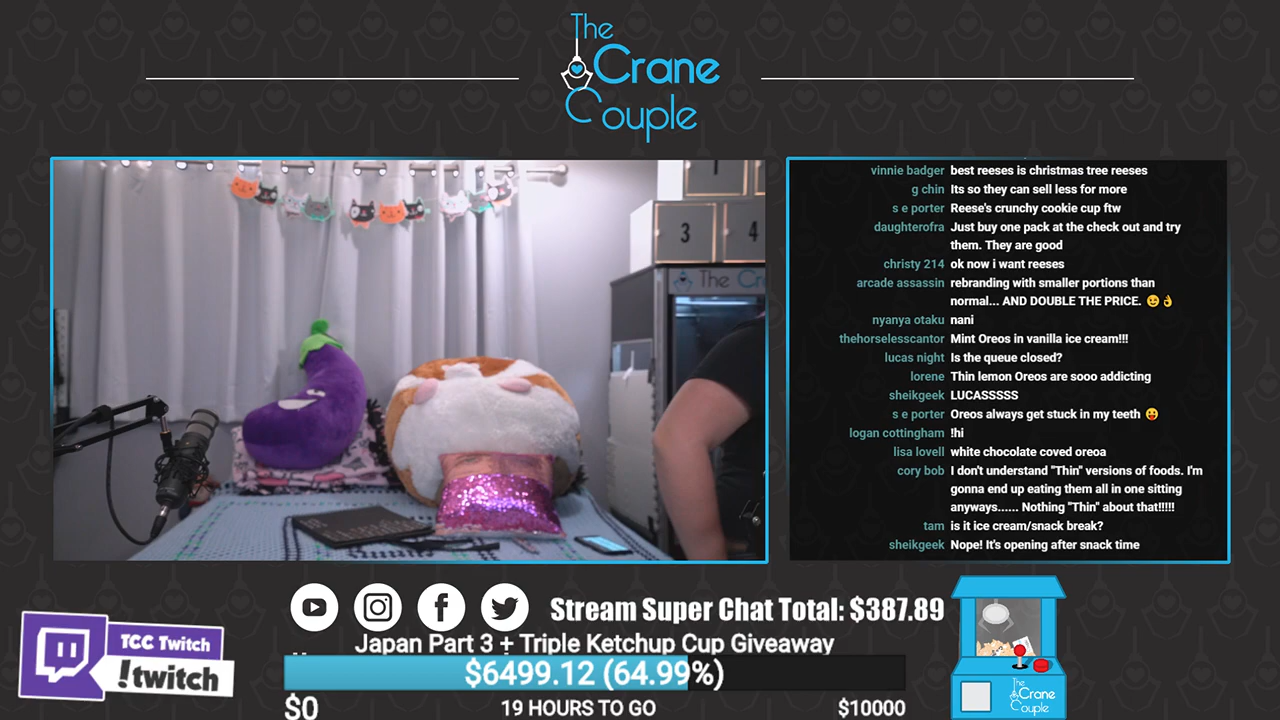 The
Crane
Couple
1
3
4
The Cr
vinnie badger best reeses is christmas tree reeses
g chin Its so they can sell less for more
s e porter Reese's crunchy cookie cup ftw
daughterofra Just buy one pack at the check out and try
them. They are good
christy 214 ok now i want reeses
arcade assassin rebranding with smaller portions than
normal... AND DOUBLE THE PRICE. 😉👌
nyanya otaku nani
thehorselesscantor Mint Oreos in vanilla ice cream!!!
lucas night Is the queue closed?
lorene Thin lemon Oreos are sooo addicting
sheikgeek LUCASSSSS
s e porter Oreos always get stuck in my teeth 😜
logan cottingham !hi
lisa lovell white chocolate coved oreoa
cory bob I don't understand "Thin" versions of foods. I'm
gonna end up eating them all in one sitting
anyways...... Nothing "Thin" about that!!!!!
tam is it ice cream/snack break?
sheikgeek Nope! It's opening after snack time
TCC Twitch
!twitch
Stream Super Chat Total: $387.89
Japan Part 3 + Triple Ketchup Cup Giveaway
$6499.12 (64.99%)
$0 19 HOURS TO GO $10000
The
Crane
Couple